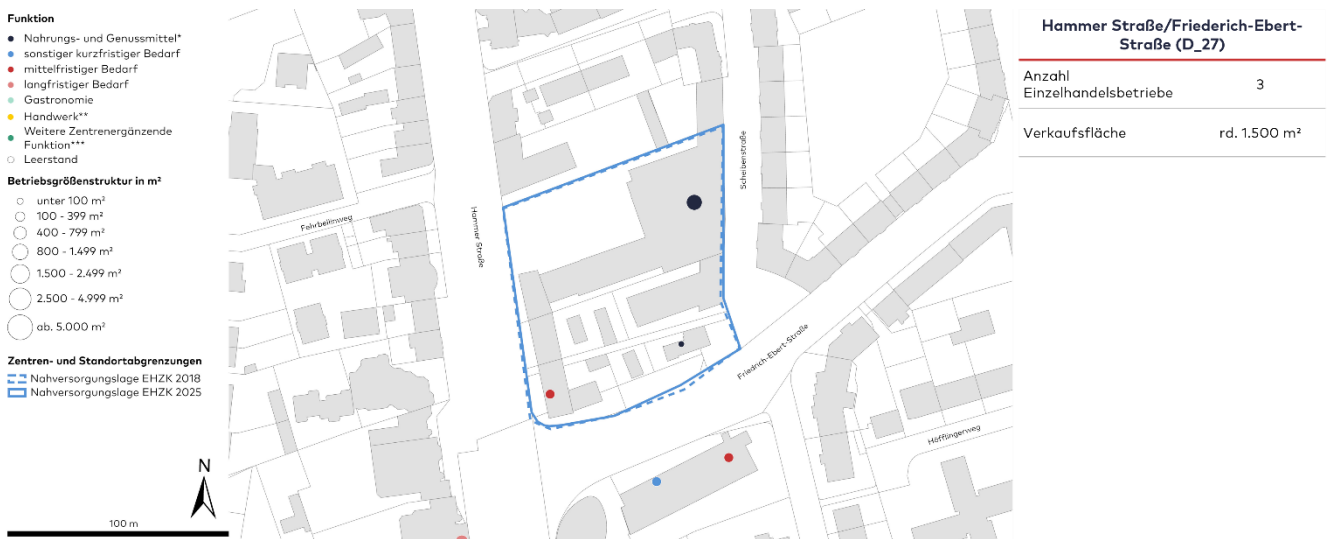 Funktion
Nahrungs- und Genussmittel*
sonstiger kurzfristiger Bedarf
mittelfristiger Bedarf
langfristiger Bedarf
Gastronomie
Handwerk**
Weitere Zentrenergänzende
Funktion***
Leerstand
Betriebsgrößenstruktur in m²
unter 100 m²
100 - 399 m²
400 - 799 m²
800 - 1.499 m²
1.500 - 2.499 m²
2.500 - 4.999 m²
ab. 5.000 m²
Zentren- und Standortabgrenzungen
Nahversorgungslage EHZK 2018
Nahversorgungslage EHZK 2025
N
100 m
Fehrbellinweg
Hammer Straße
Scheibenstraße
Friedrich-Ebert-Straße
Höfflingerweg
Hammer Straße/Friederich-Ebert-
Straße (D_27)
Anzahl
Einzelhandelsbetriebe
3
Verkaufsfläche
rd. 1.500 m²